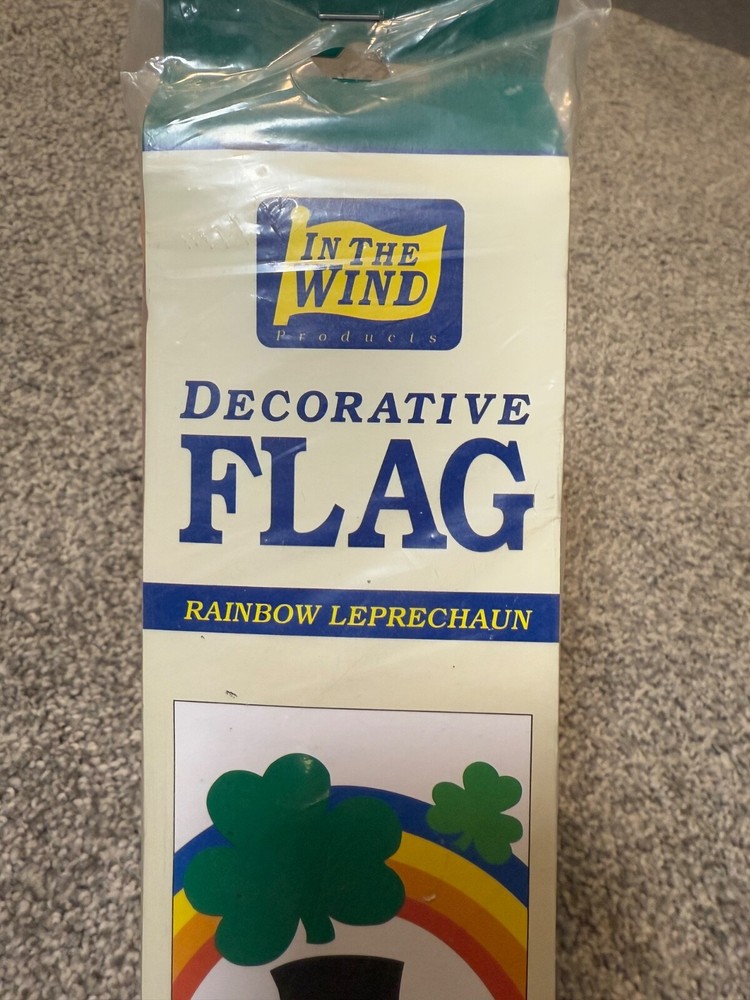 IN THE
WIND
Products
DECORATIVE
FLAG
RAINBOW LEPRECHAUN